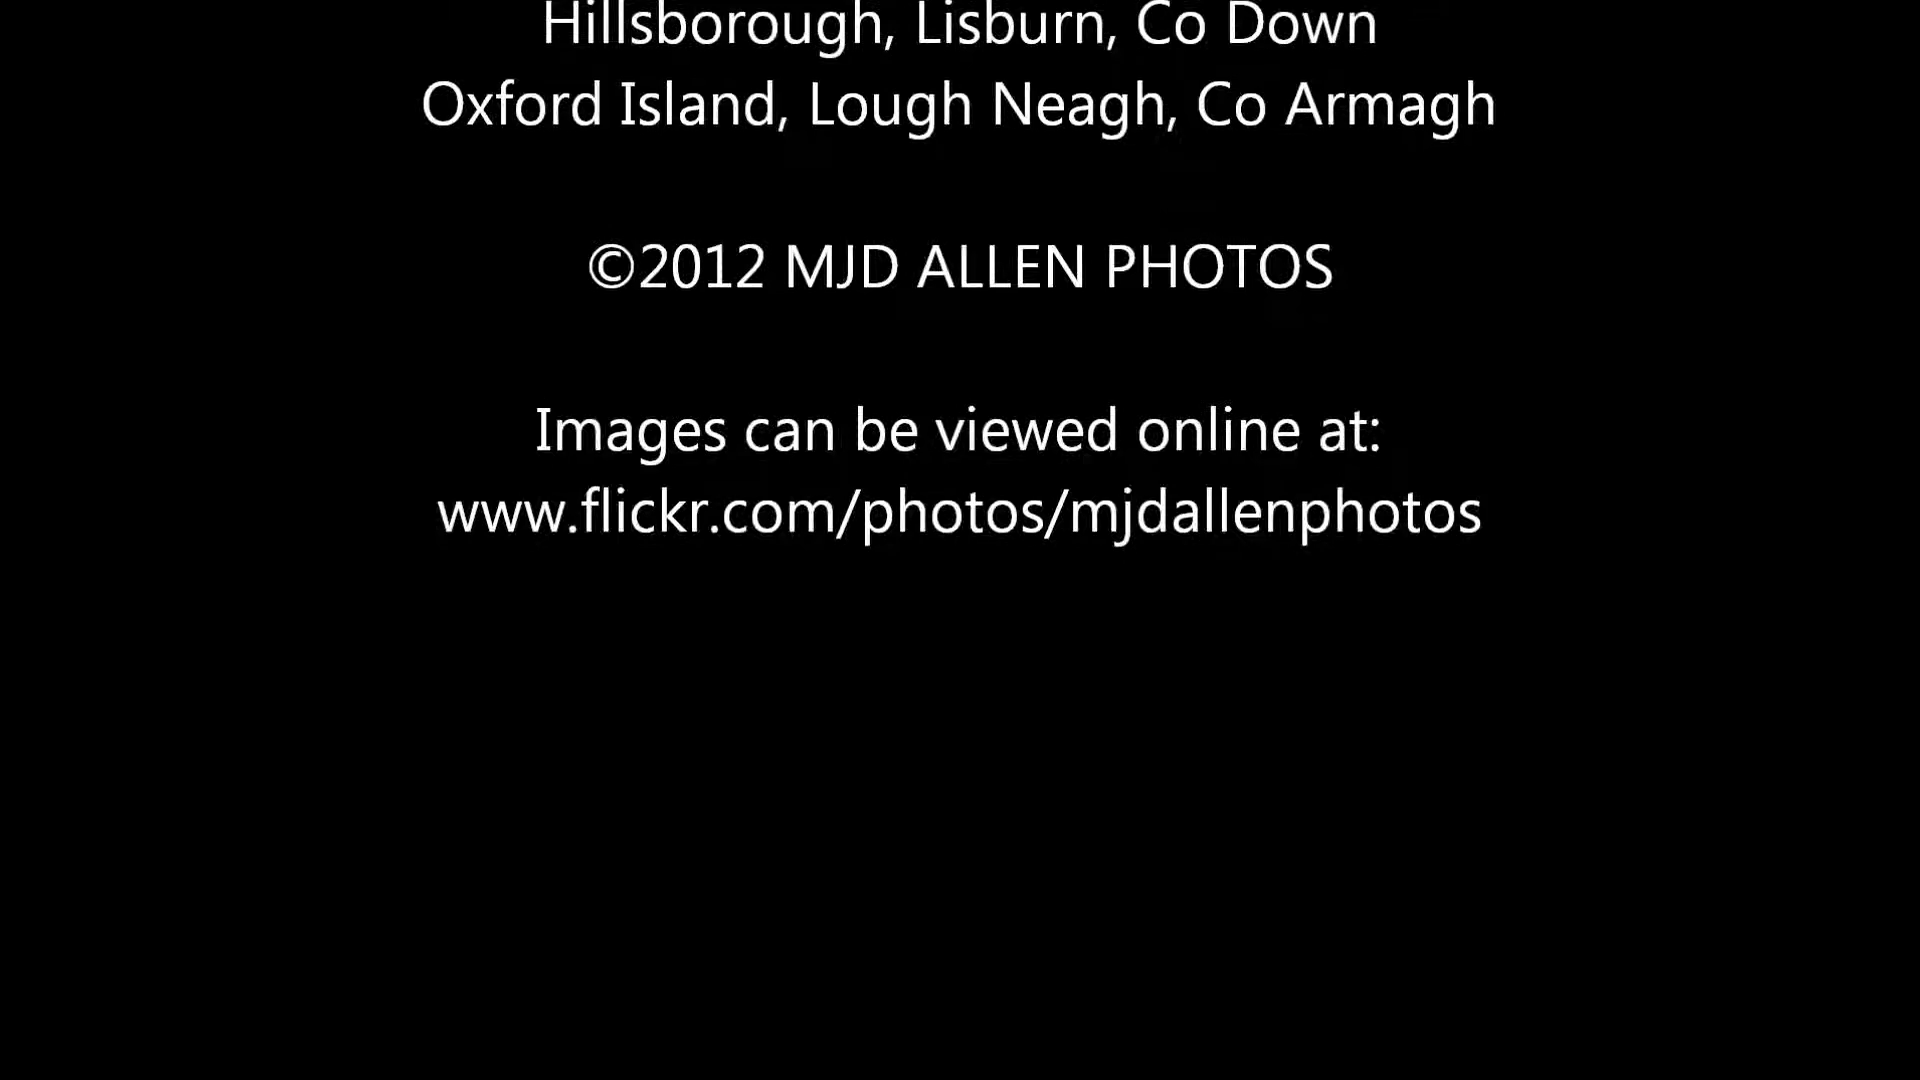 Hillsborough, Lisburn, Co Down
Oxford Island, Lough Neagh, Co Armagh
©2012 MJD ALLEN PHOTOS
Images can be viewed online at:
www.flickr.com/photos/mjdallenphotos